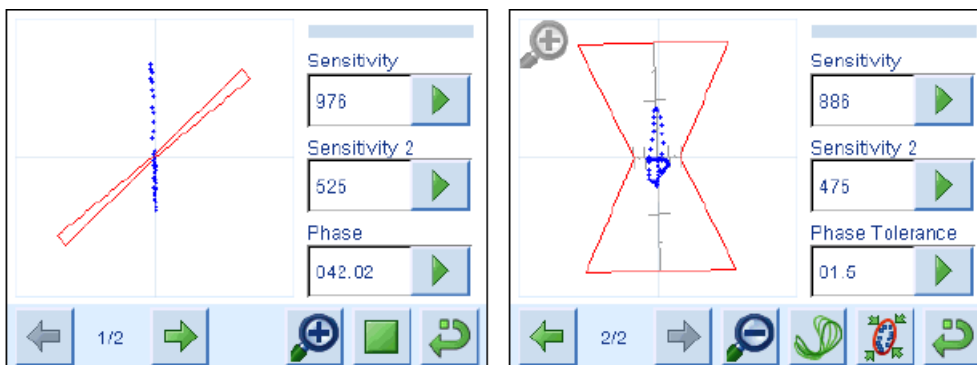 Sensitivity
976
Sensitivity 2
525
Phase
042.02
1/2
Sensitivity
886
Sensitivity 2
475
Phase Tolerance
01.5
2/2